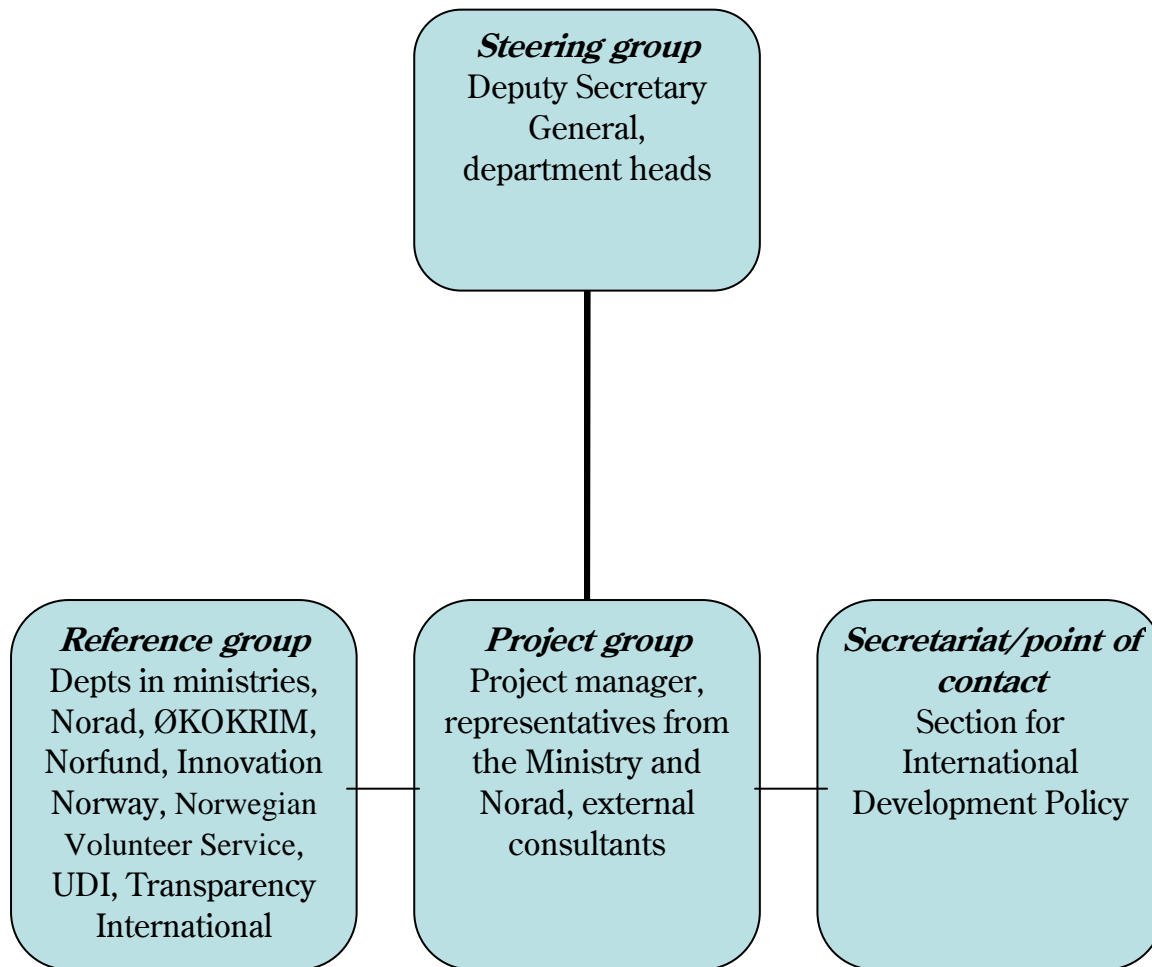 Steering group
Deputy Secretary
General,
department heads
Reference group
Depts in ministries,
Norad, ØKOKRIM,
Norfund, Innovation
Norway, Norwegian
Volunteer Service,
UDI, Transparency
International
Project group
Project manager,
representatives from
the Ministry and
Norad, external
consultants
Secretariat/point of
contact
Section for
International
Development Policy